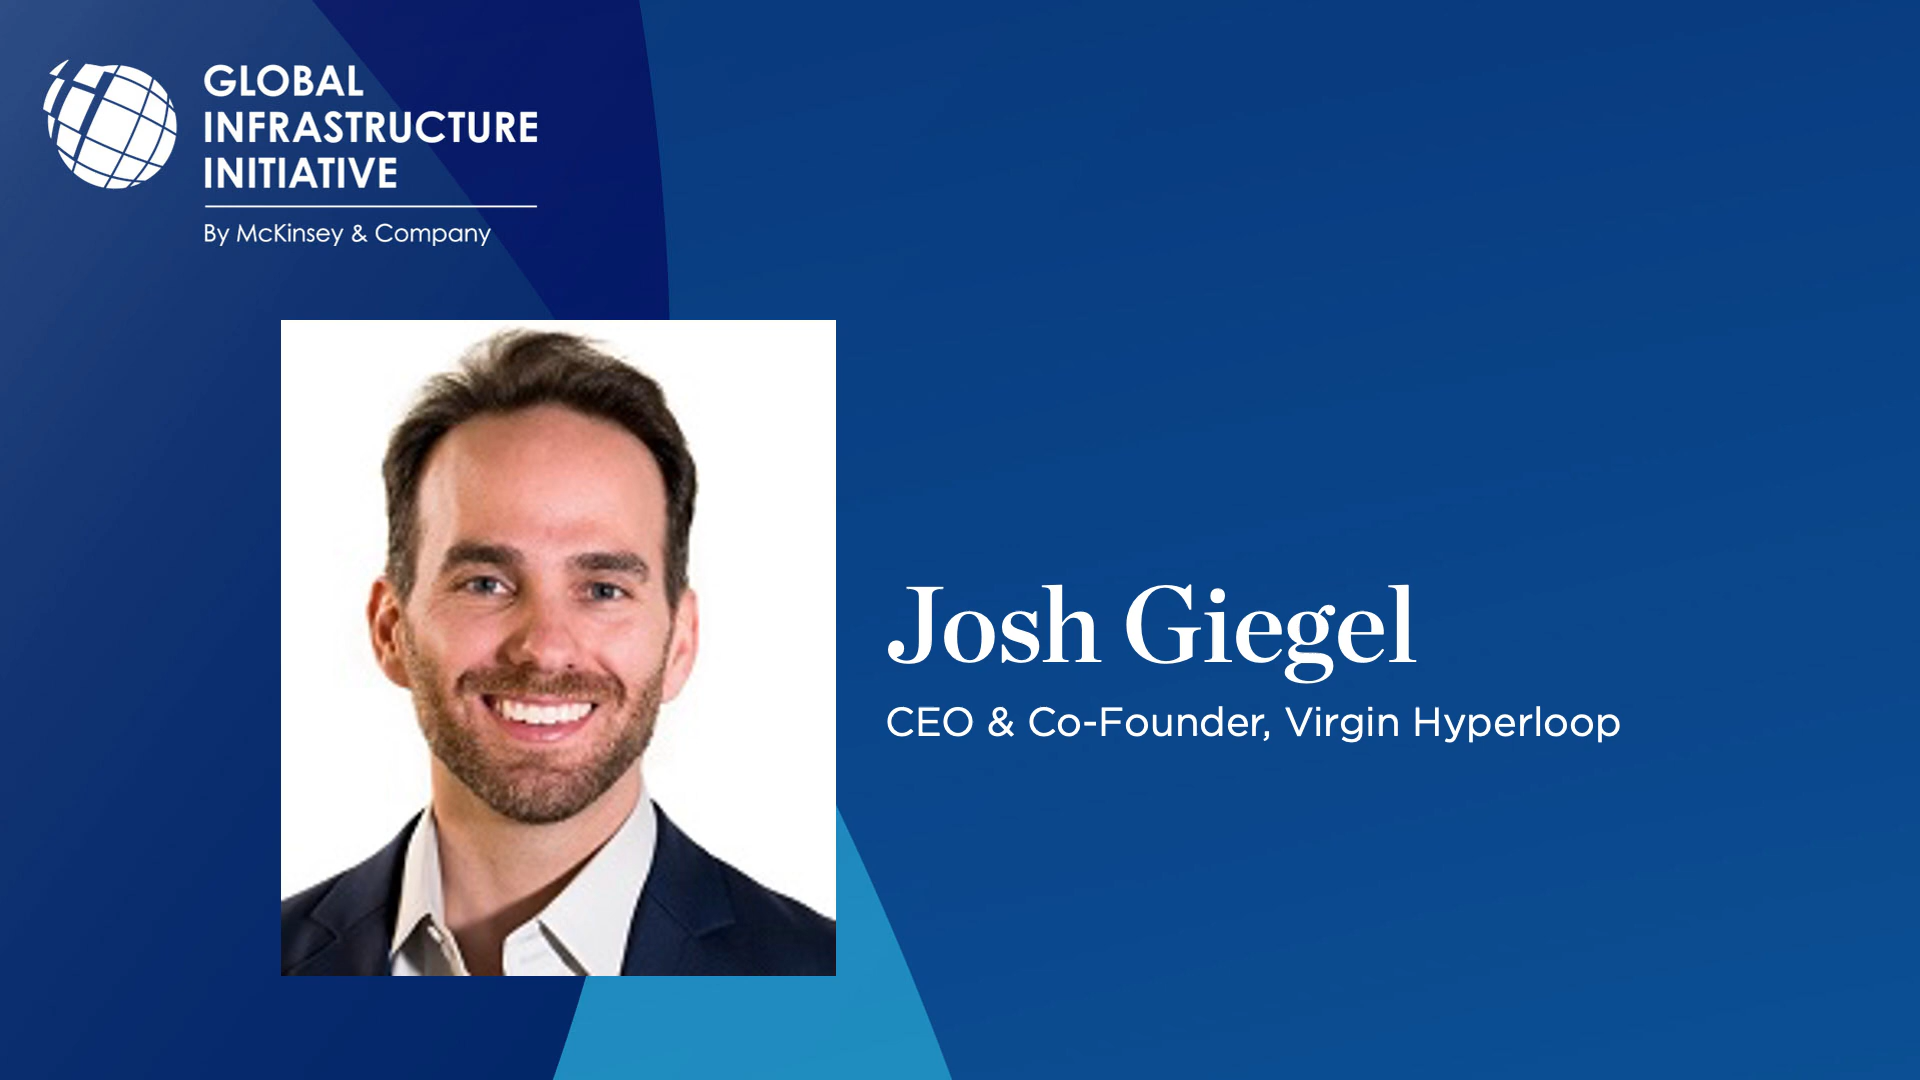 GLOBAL
INFRASTRUCTURE
INITIATIVE
By McKinsey & Company
Josh Giegel
CEO & Co-Founder, Virgin Hyperloop